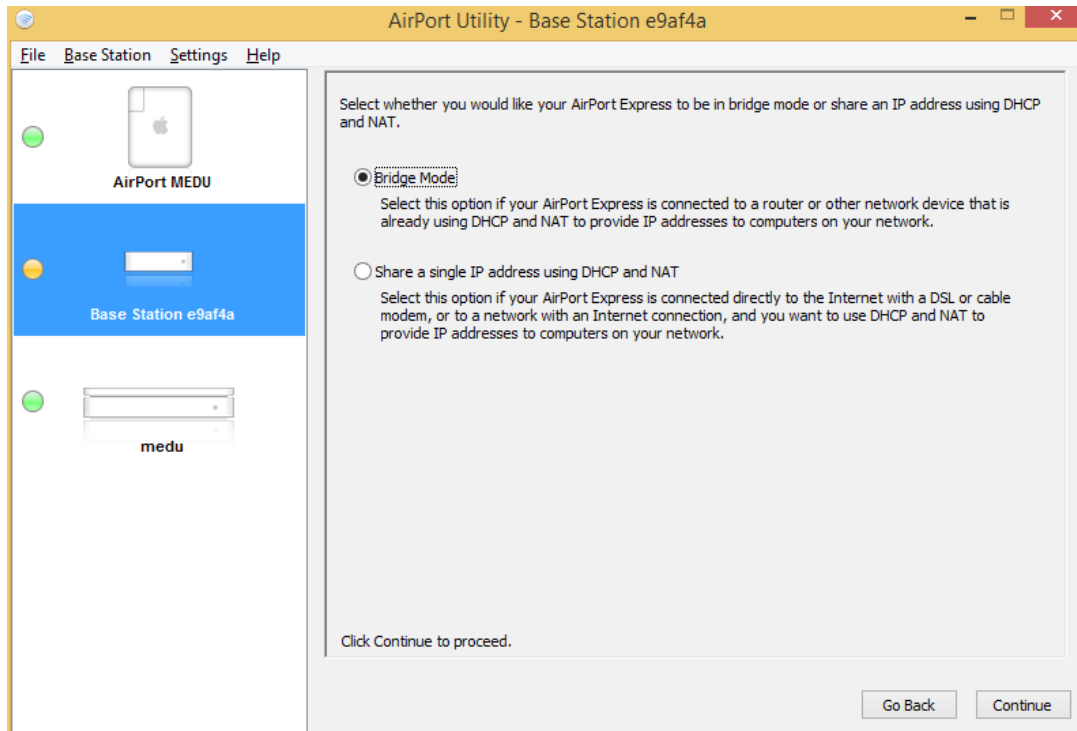 AirPort Utility - Base Station e9af4a
File Base Station Settings Help
AirPort MEDU
Base Station e9af4a
medu
Select whether you would like your AirPort Express to be in bridge mode or share an IP address using DHCP
and NAT.
Bridge Mode
Select this option if your AirPort Express is connected to a router or other network device that is
already using DHCP and NAT to provide IP addresses to computers on your network.
Share a single IP address using DHCP and NAT
Select this option if your AirPort Express is connected directly to the Internet with a DSL or cable
modem, or to a network with an Internet connection, and you want to use DHCP and NAT to
provide IP addresses to computers on your network.
Click Continue to proceed.
Go Back Continue